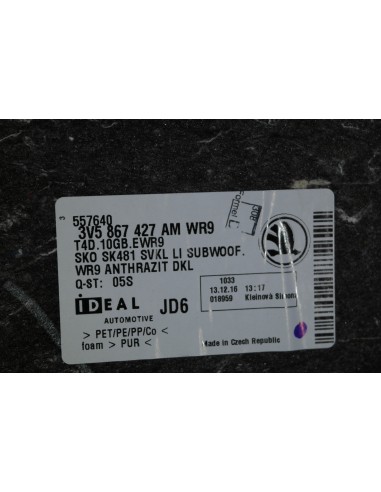 3
557640
3V5 867 427 AM WR9
T4D.10GB.EWR9
SKO SK481 SVKL LI SUBWOOF.
WR9 ANTHRAZIT DKL
Q-ST: 05S
IDEAL
AUTOMOTIVE
JD6
1033
13.12.16 13:17
018959 Kleinová Simona
> PET/PE/PP/Co <
foam > PUR <
Made in Czech Republic